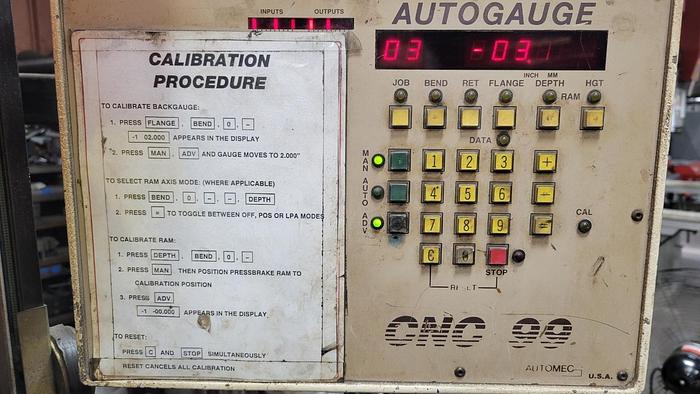 INPUTS OUTPUTS
AUTOGAUGE
03 -03.
CALIBRATION
PROCEDURE
TO CALIBRATE BACKGAUGE:
1. PRESS FLANGE , BEND , 0 , -
-1 02.000 APPEARS IN THE DISPLAY
2. PRESS MAN , ADV AND GAUGE MOVES TO 2.000"
TO SELECT RAM AXIS MODE: (WHERE APPLICABLE)
1. PRESS BEND , 0 , - , - , DEPTH
2. PRESS = TO TOGGLE BETWEEN OFF, POS OR LPA MODES
TO CALIBRATE RAM:
1. PRESS DEPTH , BEND , 0 , -
2. PRESS MAN , THEN POSITION PRESSBRAKE RAM TO
CALIBRATION POSITION
3. PRESS ADV
-1 -00.000 APPEARS IN THE DISPLAY
TO RESET:
PRESS C AND STOP SIMULTANEOUSLY
RESET CANCELS ALL CALIBRATION
INCH MM
JOB BEND RET FLANGE DEPTH HGT
RAM
DATA
MAN 1 2 3 +
AUTO 4 5 6 -
ADV 7 8 9 =
CAL
C 0
STOP
CNC 99
AUTOMEC
U.S.A.